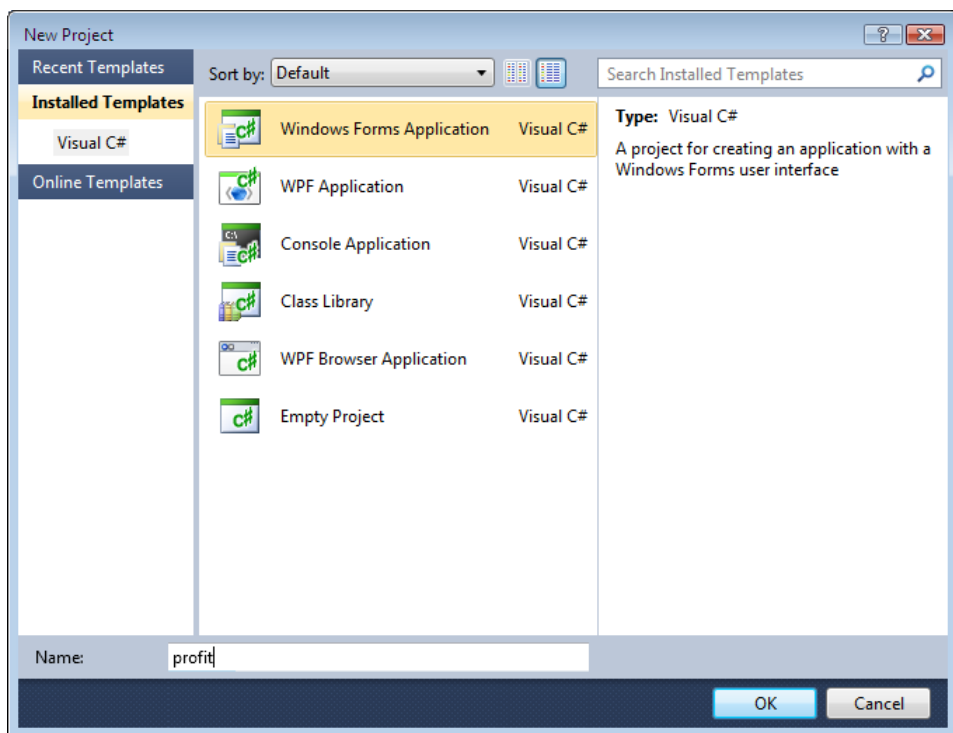 New Project
Recent Templates
Installed Templates
Visual C#
Online Templates
Sort by: Default
Search Installed Templates
Windows Forms Application Visual C#
WPF Application Visual C#
Console Application Visual C#
Class Library Visual C#
WPF Browser Application Visual C#
Empty Project Visual C#
Type: Visual C#
A project for creating an application with a
Windows Forms user interface
Name: profit
OK Cancel